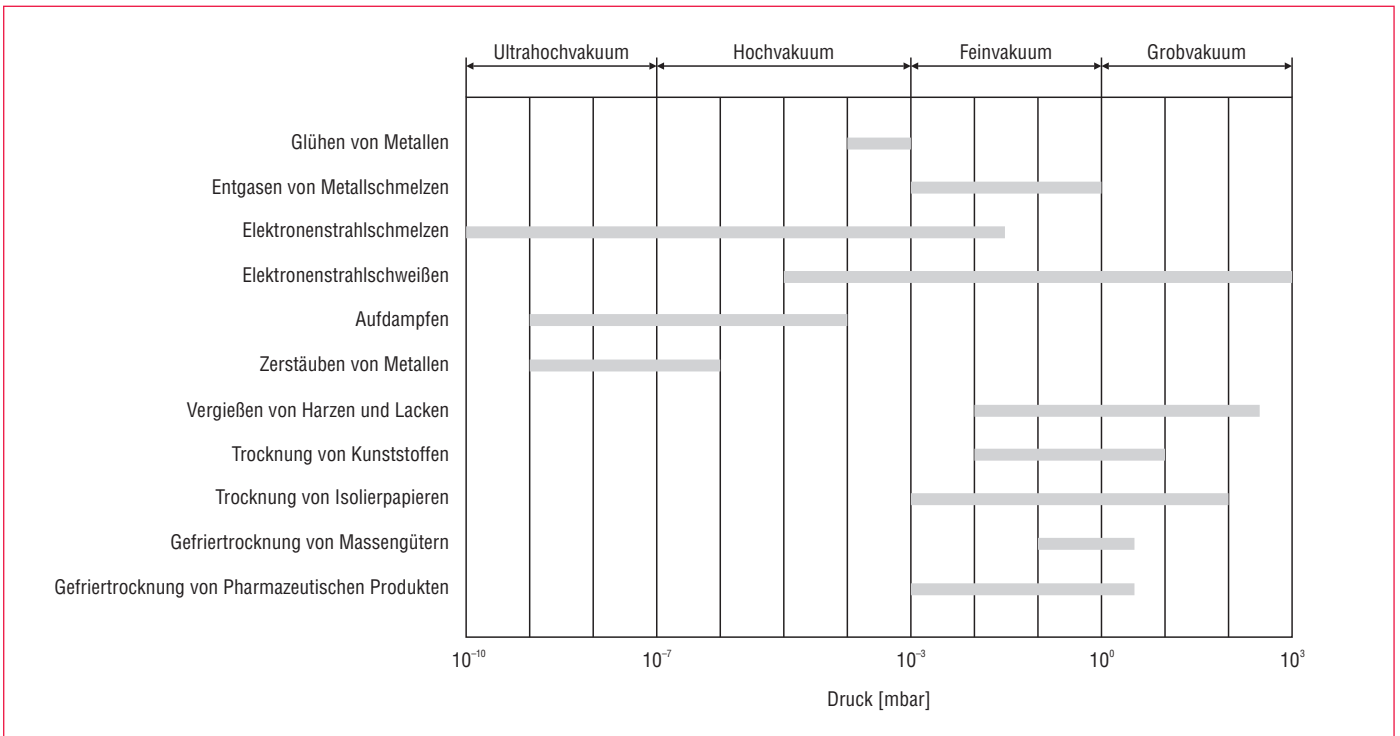 Ultrahochvakuum Hochvakuum Feinvakuum Grobvakuum
Glühen von Metallen
Entgasen von Metallschmelzen
Elektronenstrahlschmelzen
Elektronenstrahlschweißen
Aufdampfen
Zerstäuben von Metallen
Vergießen von Harzen und Lacken
Trocknung von Kunststoffen
Trocknung von Isolierpapieren
Gefriertrocknung von Massengütern
Gefriertrocknung von Pharmazeutischen Produkten
10⁻¹⁰ 10⁻⁷ 10⁻³ 10⁰ 10³
Druck [mbar]